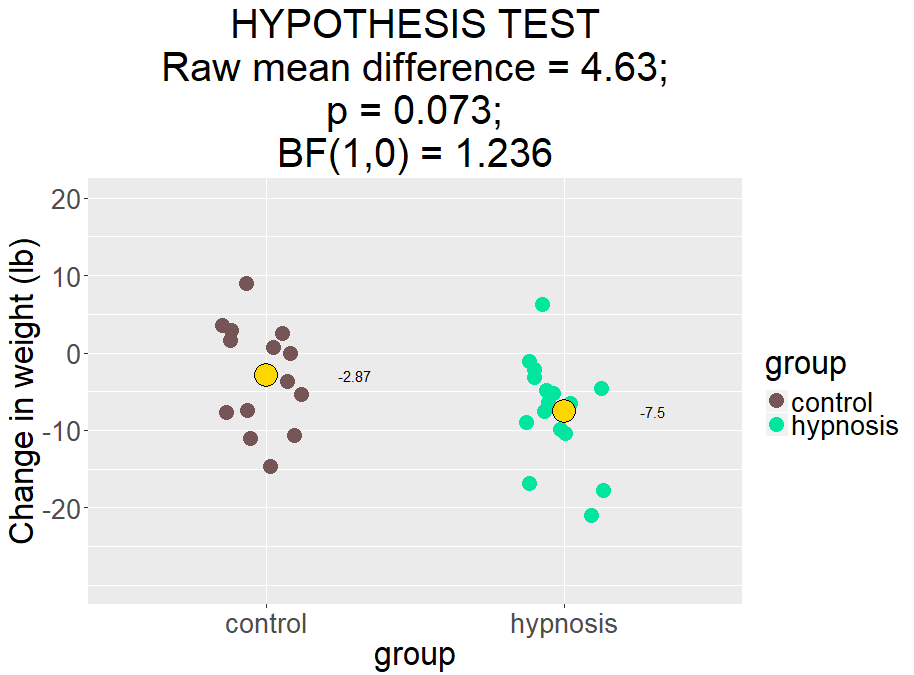 HYPOTHESIS TEST
Raw mean difference = 4.63;
p = 0.073;
BF(1,0) = 1.236
Change in weight (lb)
20
10
0
-10
-20
-2.87
-7.5
control
hypnosis
group
group
control
hypnosis